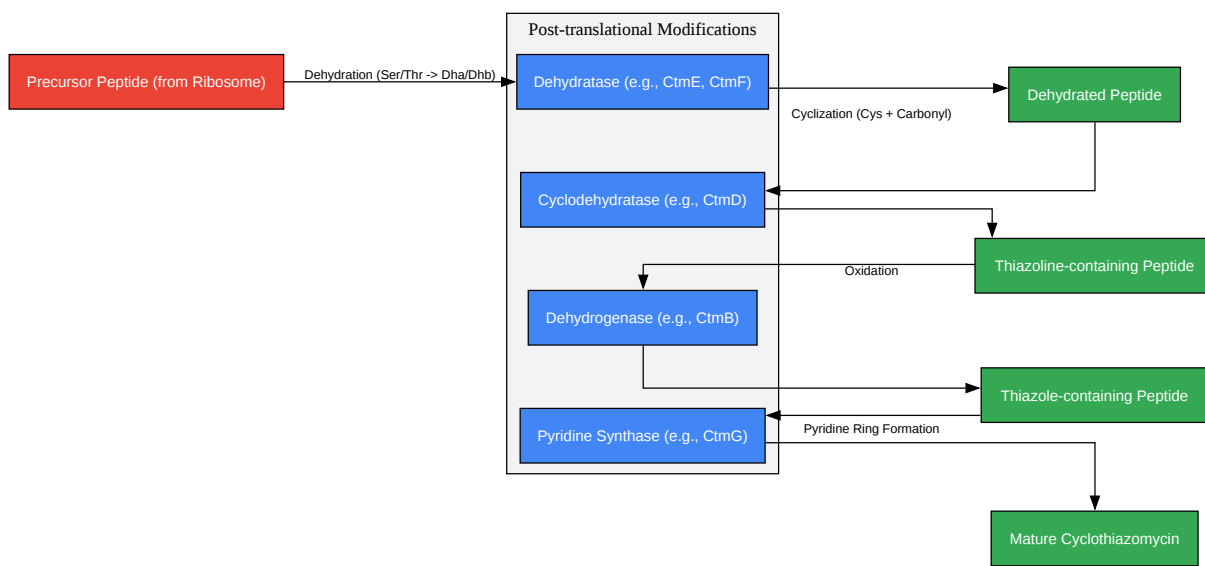 Post-translational Modifications
Precursor Peptide (from Ribosome)
Dehydration (Ser/Thr -> Dha/Dhb)
Dehydratase (e.g., CtmE, CtmF)
Cyclization (Cys + Carbonyl)
Dehydrated Peptide
Cyclodehydratase (e.g., CtmD)
Thiazoline-containing Peptide
Oxidation
Dehydrogenase (e.g., CtmB)
Thiazole-containing Peptide
Pyridine Synthase (e.g., CtmG)
Pyridine Ring Formation
Mature Cyclothiazomycin